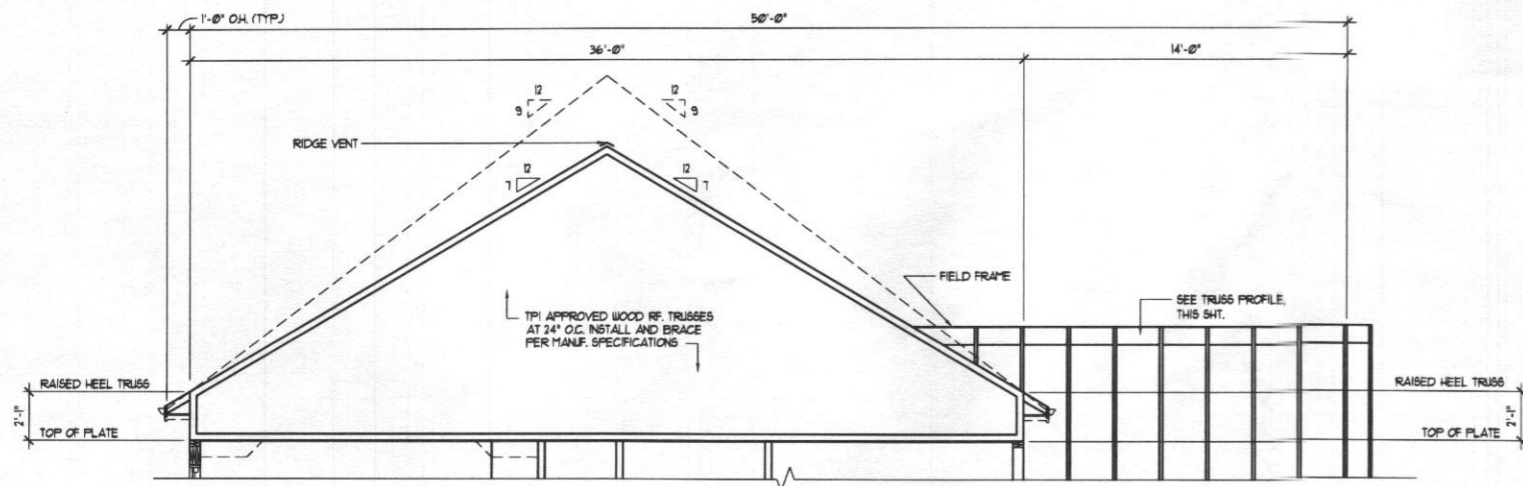 1'-0" O.H. (TYP.)
50'-0"
36'-0"
14'-0"
12
9
12
9
RIDGE VENT
12
7
12
7
FIELD FRAME
SEE TRUSS PROFILE,
THIS SHT.
TPI APPROVED WOOD RF. TRUSSES
AT 24" O.C. INSTALL AND BRACE
PER MANUF. SPECIFICATIONS
RAISED HEEL TRUSS
RAISED HEEL TRUSS
2'-1"
2'-1"
TOP OF PLATE
TOP OF PLATE